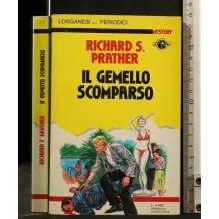 LONGANESI & C. PERIODICI
MYSTERY
RICHARD S.
PRATHER
IL GEMELLO
SCOMPARSO
RICHARD S. PRATHER
IL GEMELLO SCOMPARSO